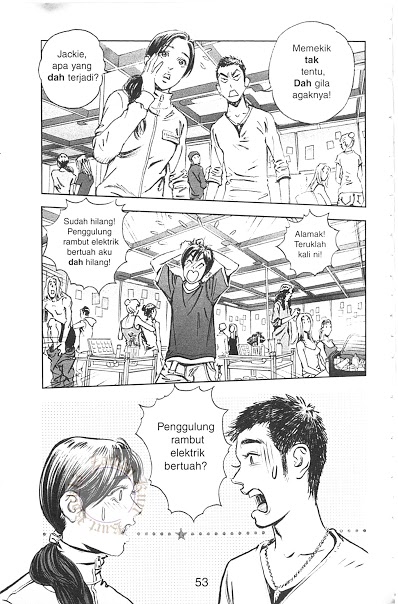 Jackie,
apa yang
dah terjadi?
Memekik
tak
tentu,
Dah gila
agaknya!
Sudah hilang!
Penggulung
rambut elektrik
bertuah aku
dah hilang!
Alamak!
Teruklah
kali ni!
Penggulung
rambut
elektrik
bertuah?
53